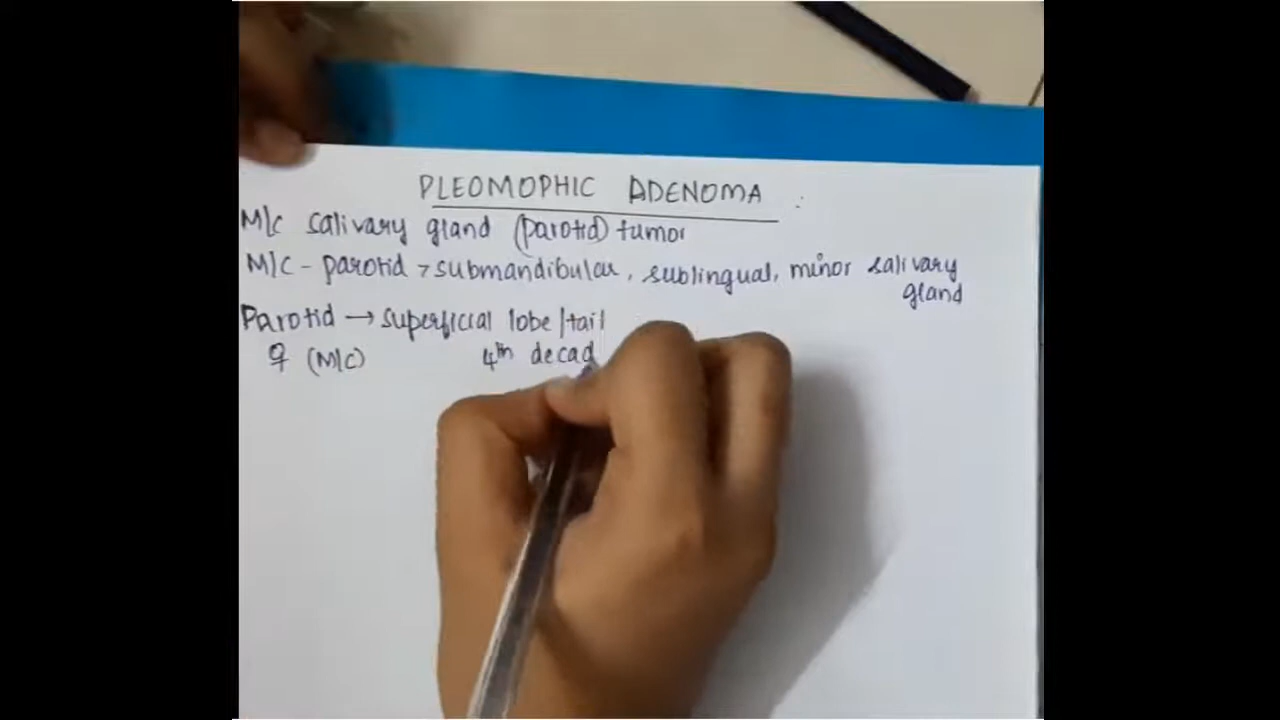 PLEOMOPHIC ADENOMA :
M/c salivary gland (parotid) tumor
M/C - parotid > submandibular, sublingual, minor salivary
gland
Parotid → superficial lobe/tail
♀ (M/C) 4th decad